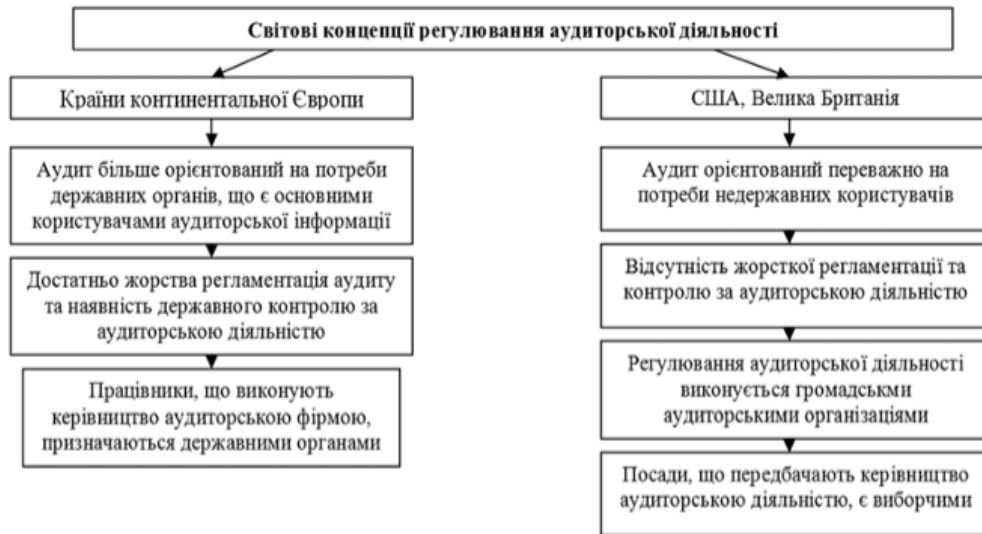 Світові концепції регулювання аудиторської діяльності
Країни континентальної Європи
Аудит більше орієнтований на потреби
державних органів, що є основними
користувачами аудиторської інформації
Достатньо жорства регламентація аудиту
та наявність державного контролю за
аудиторською діяльністю
Працівники, що виконують
керівництво аудиторською фірмою,
призначаються державними органами
США, Велика Британія
Аудит орієнтований переважно на
потреби недержавних користувачів
Відсутність жорсткої регламентації та
контролю за аудиторською діяльністю
Регулювання аудиторської діяльності
виконується громадськми
аудиторськими організаціями
Посади, що передбачають керівництво
аудиторською діяльністю, є виборчими